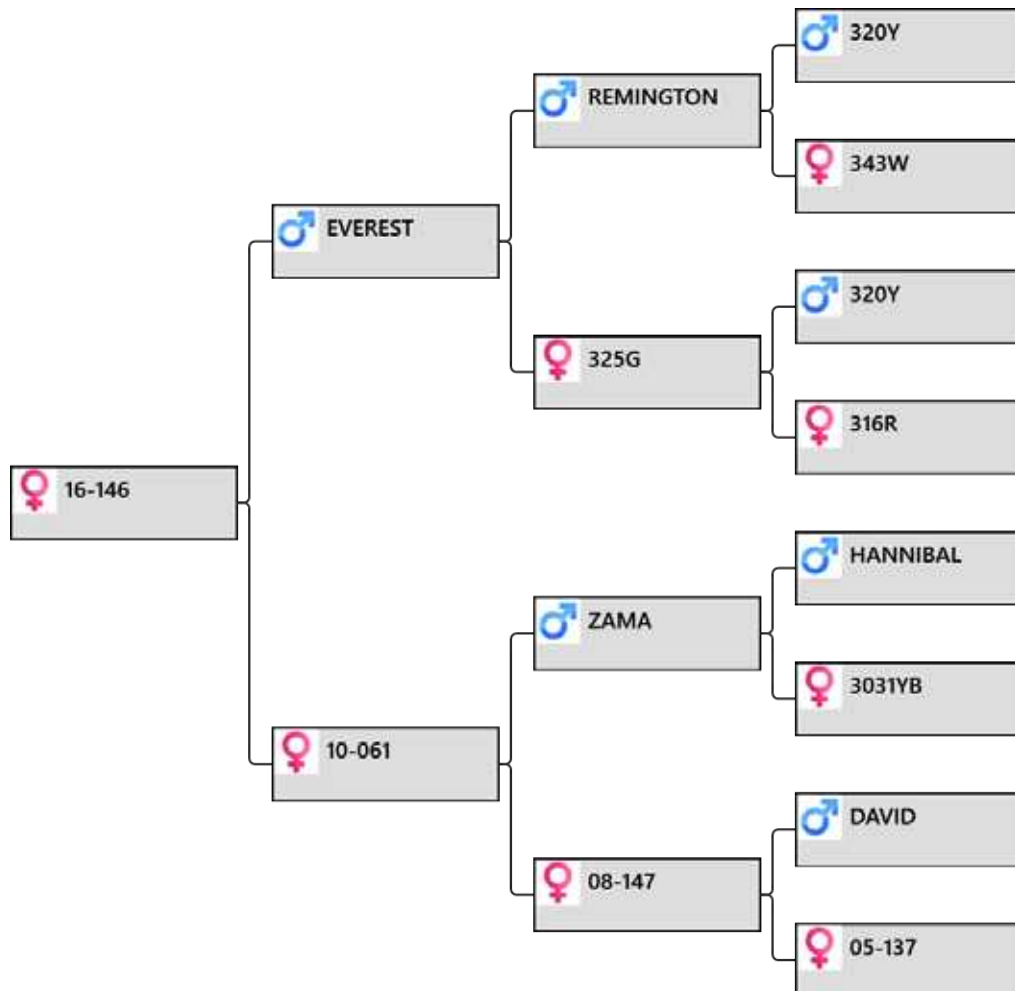 320Y
REMINGTON
343W
EVEREST
320Y
325G
316R
16-146
HANNIBAL
ZAMA
3031YB
10-061
DAVID
08-147
05-137